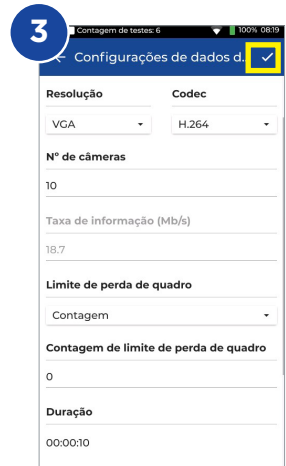 3
Contagem de testes: 6 100% 08:19
Configurações de dados d...
Resolução Codec
VGA H.264
Nº de câmeras
10
Taxa de informação (Mb/s)
18.7
Limite de perda de quadro
Contagem
Contagem de limite de perda de quadro
0
Duração
00:00:10